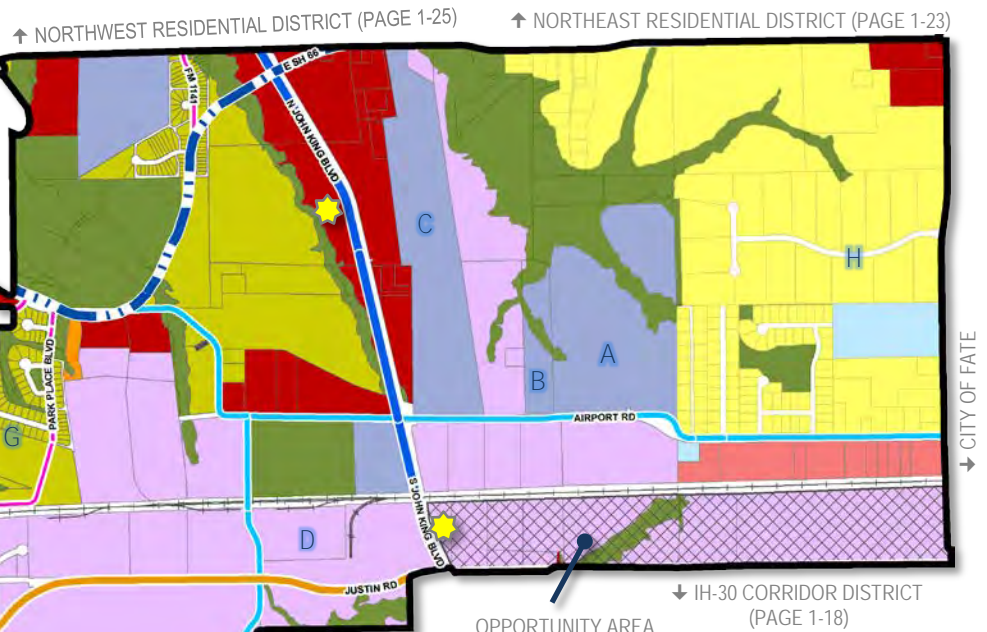 ↑ NORTHWEST RESIDENTIAL DISTRICT (PAGE 1-25)
↑ NORTHEAST RESIDENTIAL DISTRICT (PAGE 1-23)
E SH 66
FM 1141
N JOHN KING BLVD
C
H
→ CITY OF FATE
PARK PLACE BLVD
A
B
AIRPORT RD
G
S JOHN KING BLVD
D
JUSTIN RD
↓ IH-30 CORRIDOR DISTRICT
(PAGE 1-18)
OPPORTUNITY AREA